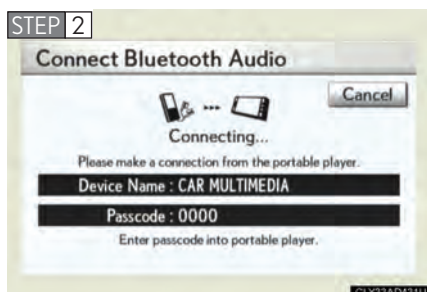 STEP 2
Connect Bluetooth Audio
Cancel
Connecting...
Please make a connection from the portable player.
Device Name : CAR MULTIMEDIA
Passcode : 0000
Enter passcode into portable player.